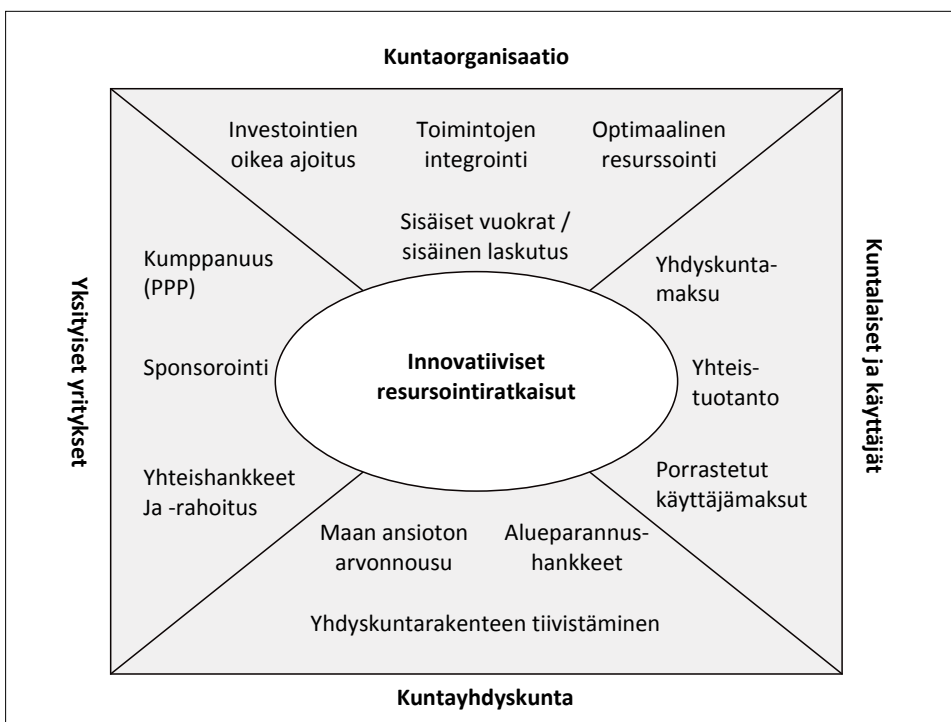 Kuntaorganisaatio
Investointien
oikea ajoitus
Toimintojen
integrointi
Optimaalinen
resurssointi
Sisäiset vuokrat /
sisäinen laskutus
Yksityiset yritykset
Kumppanuus
(PPP)
Sponsorointi
Yhteishankkeet
Ja -rahoitus
Innovatiiviset
resursointiratkaisut
Yhdyskunta-
maksu
Yhteis-
tuotanto
Porrastetut
käyttäjämaksut
Kuntalaiset ja käyttäjät
Maan ansioton
arvonnousu
Alueparannus-
hankkeet
Yhdyskuntarakenteen tiivistäminen
Kuntayhdyskunta